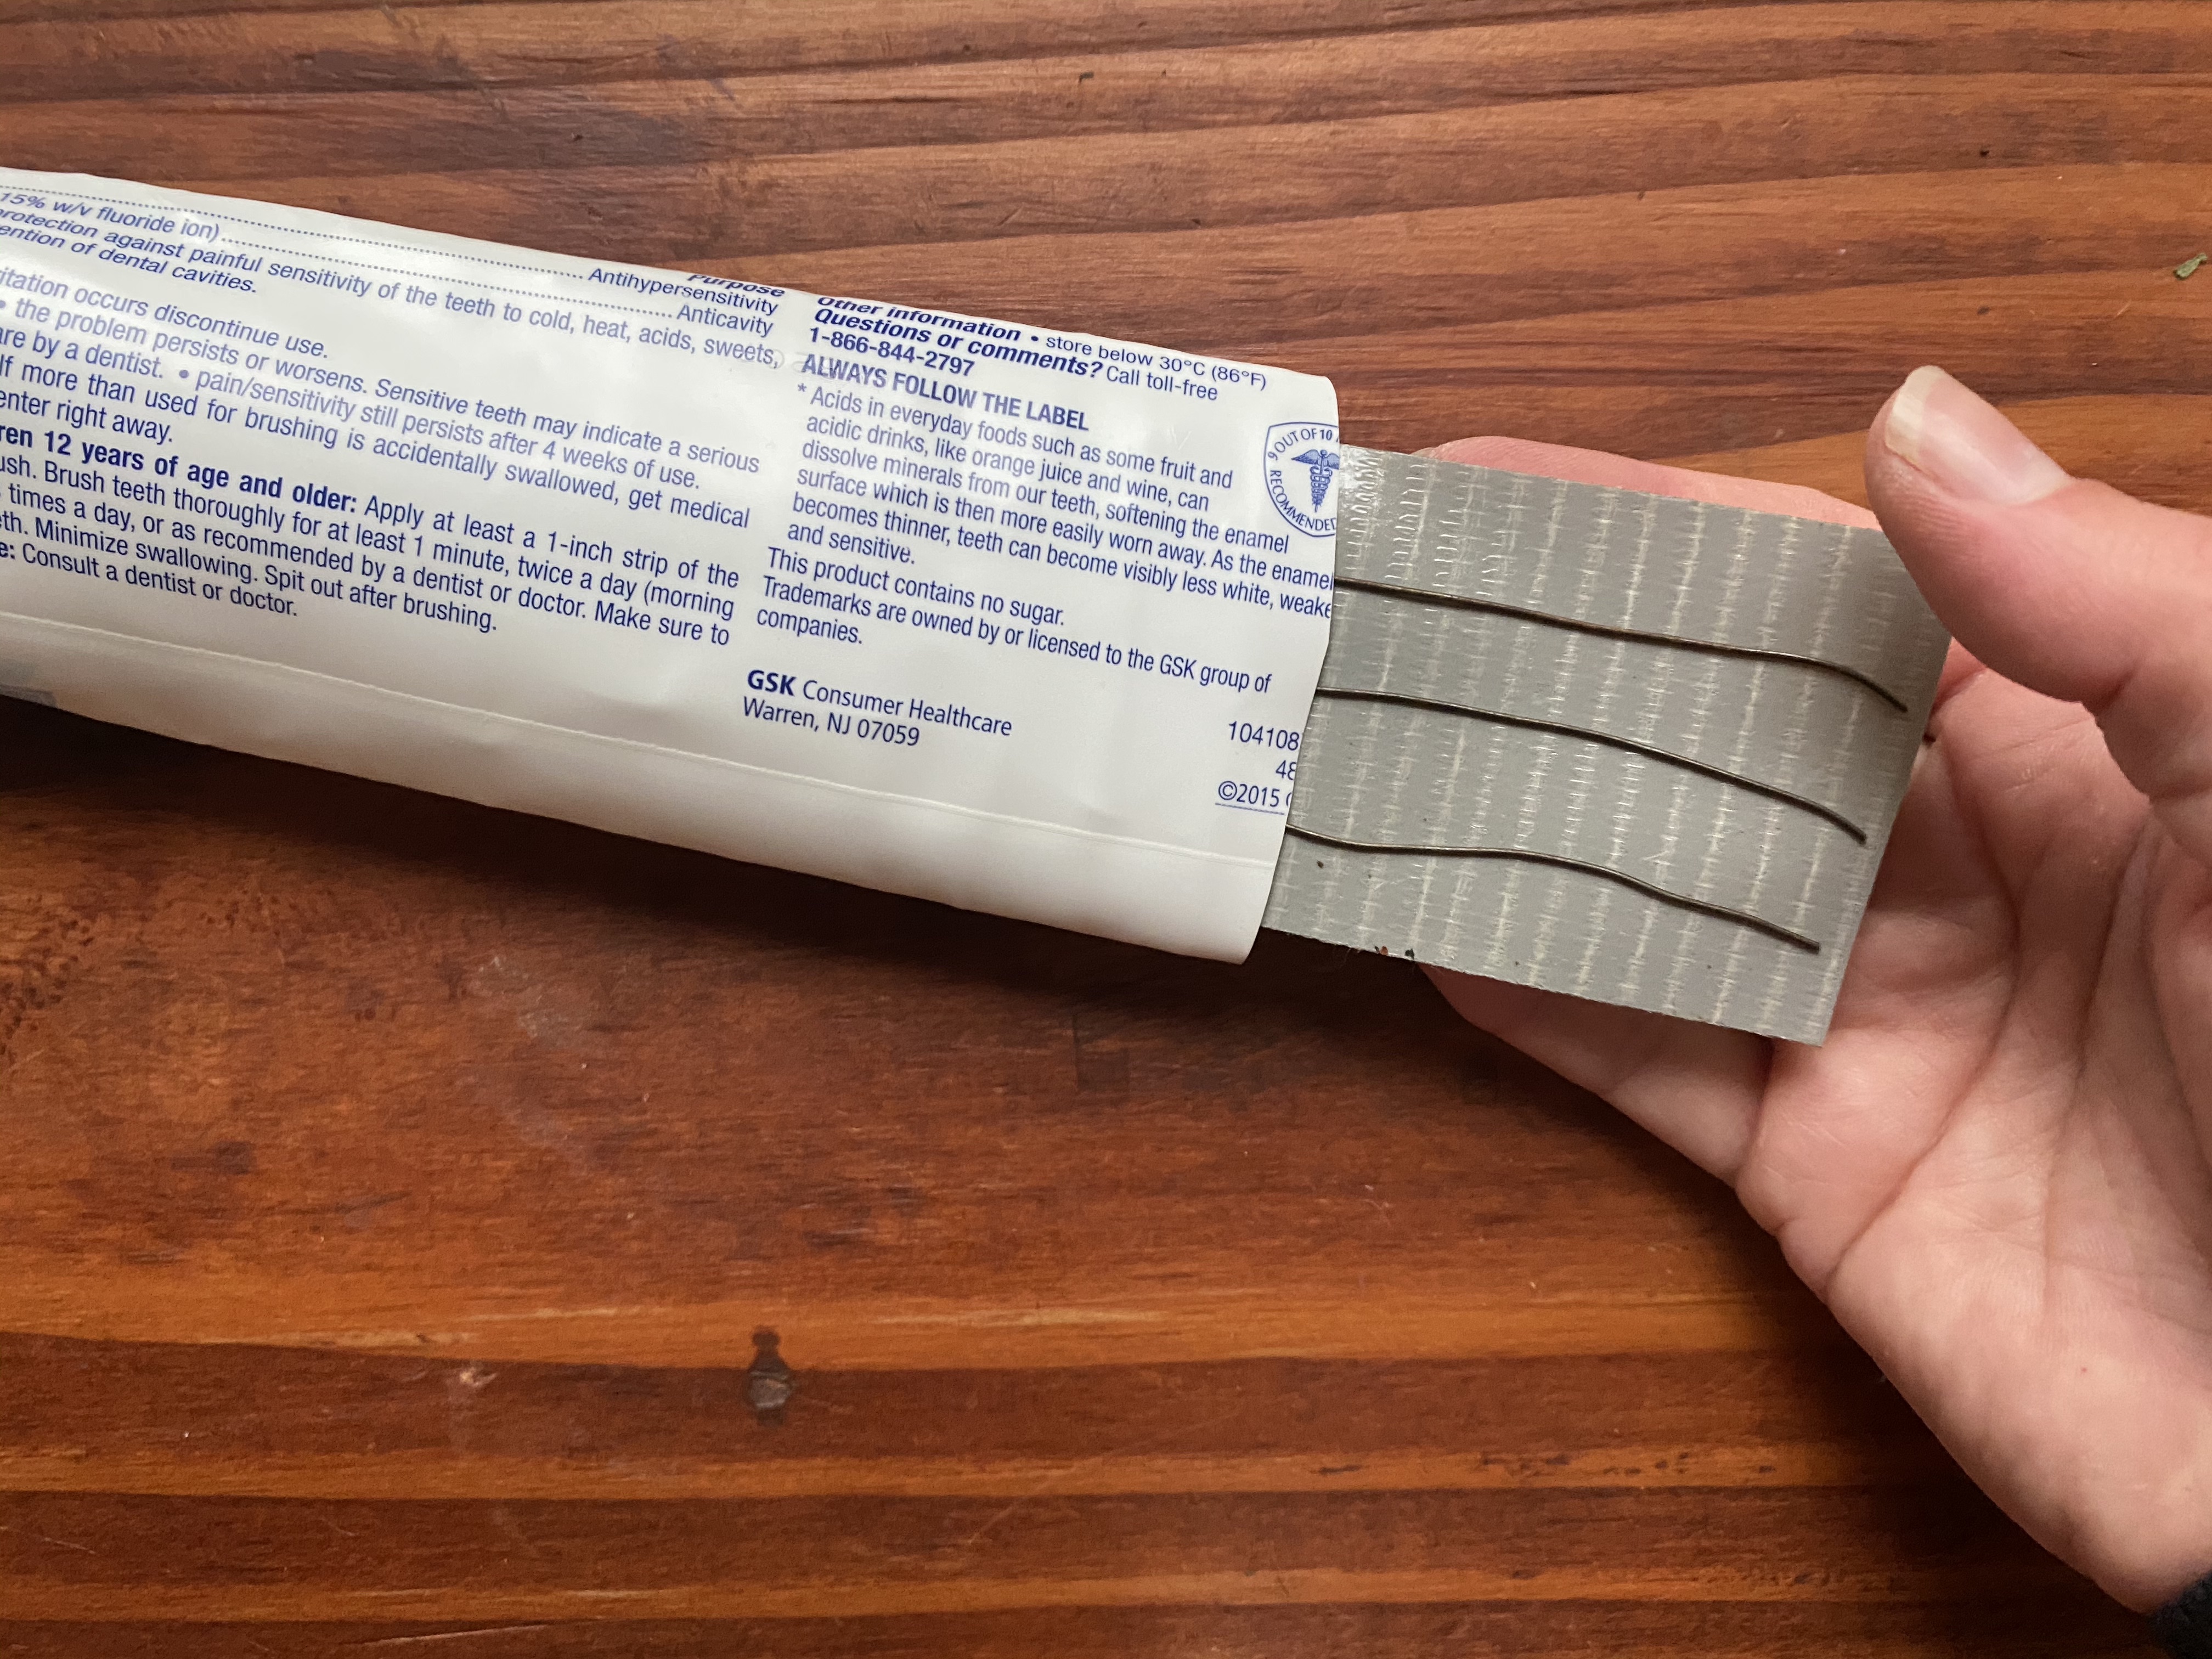 Purpose
15% w/v fluoride ion) Antihypersensitivity
Anticavity
protection against painful sensitivity of the teeth to cold, heat, acids, sweets,
of dental cavities.
occurs discontinue use.
• the problem persists or worsens. Sensitive teeth may indicate a serious
by a dentist. • pain/sensitivity still persists after 4 weeks of use.
If more than used for brushing is accidentally swallowed, get medical
right away.
12 years of age and older: Apply at least a 1-inch strip of the
Brush teeth thoroughly for at least 1 minute, twice a day (morning
times a day, or as recommended by a dentist or doctor. Make sure to
Minimize swallowing. Spit out after brushing.
Consult a dentist or doctor.
Other information • store below 30°C (86°F)
Questions or comments? Call toll-free
1-866-844-2797
ALWAYS FOLLOW THE LABEL
* Acids in everyday foods such as some fruit and
acidic drinks, like orange juice and wine, can
dissolve minerals from our teeth, softening the enamel
surface which is then more easily worn away. As the enamel
becomes thinner, teeth can become visibly less white,
and sensitive.
This product contains no sugar.
Trademarks are owned by or licensed to the GSK group of
companies.
GSK Consumer Healthcare
Warren, NJ 07059
104108
48
©2015
9 OUT OF 10
RECOMMENDED